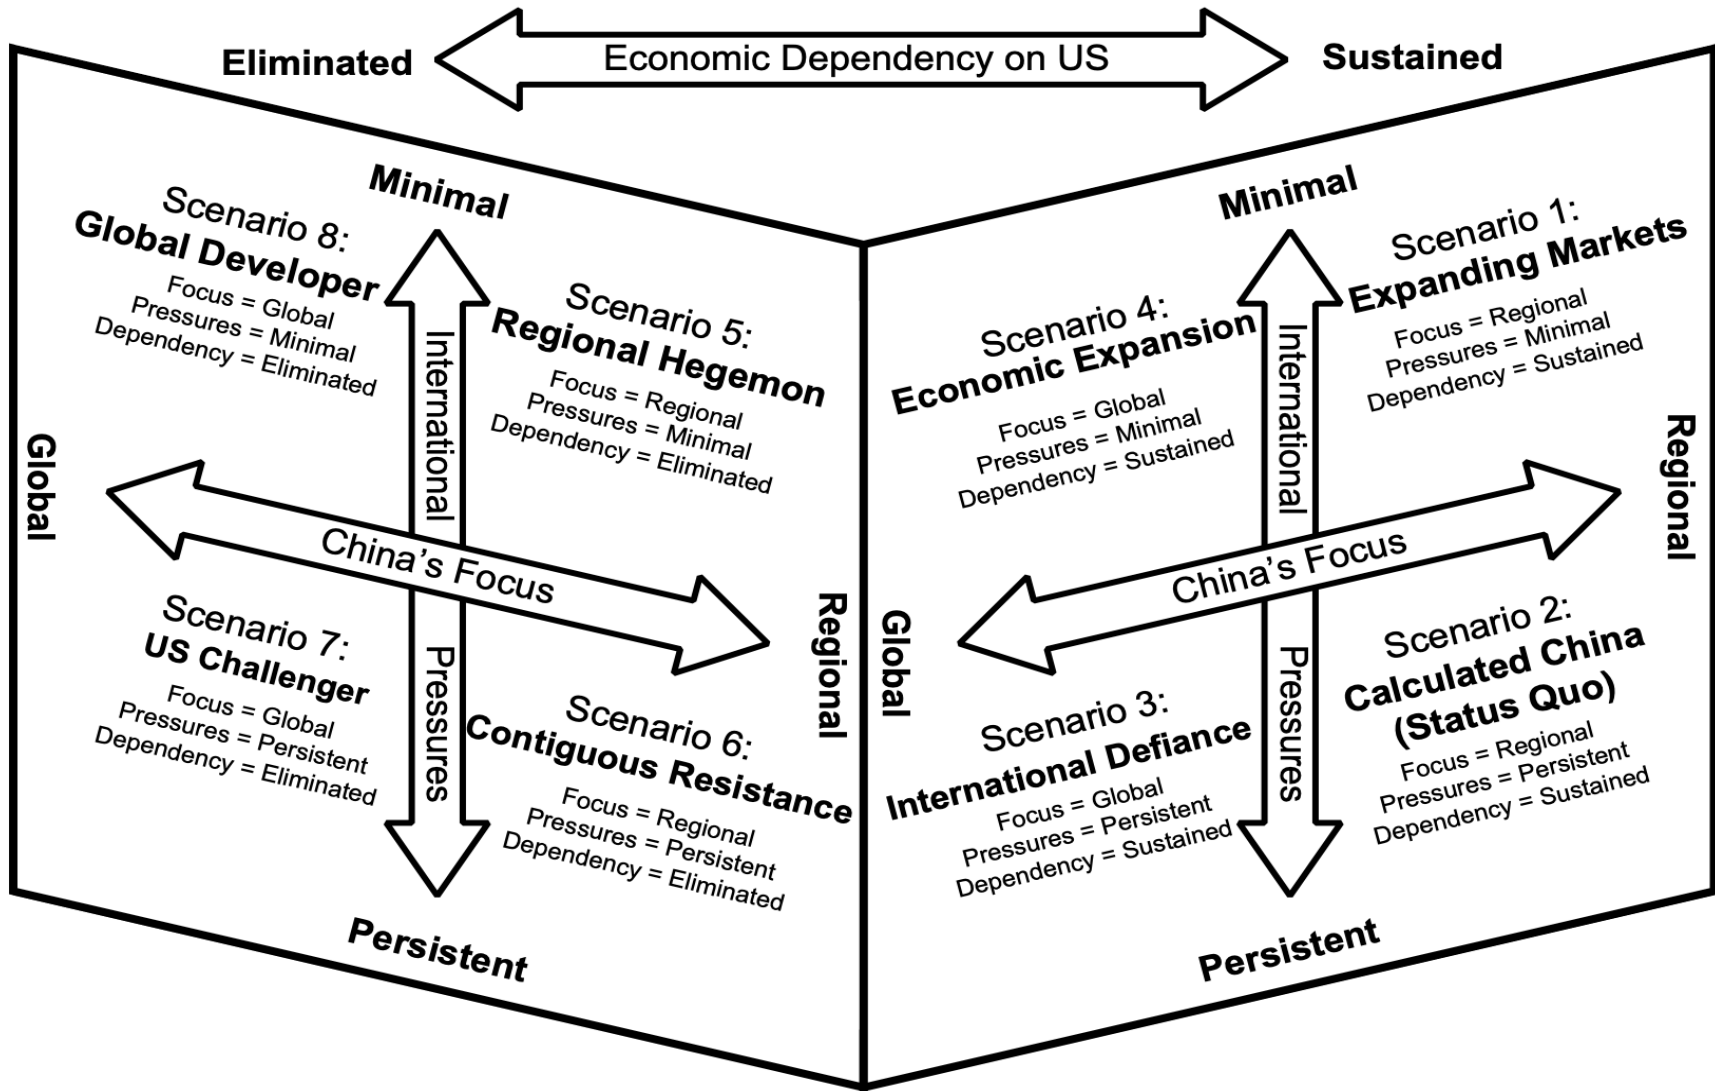 Eliminated
Economic Dependency on US
Sustained
Minimal
Scenario 8:
Global Developer
Focus = Global
Pressures = Minimal
Dependency = Eliminated
International
Scenario 5:
Regional Hegemon
Focus = Regional
Pressures = Minimal
Dependency = Eliminated
Global
China's Focus
Regional
Scenario 7:
US Challenger
Focus = Global
Pressures = Persistent
Dependency = Eliminated
Pressures
Scenario 6:
Contiguous Resistance
Focus = Regional
Pressures = Persistent
Dependency = Eliminated
Persistent
Minimal
Scenario 4:
Economic Expansion
Focus = Global
Pressures = Minimal
Dependency = Sustained
International
Scenario 1:
Expanding Markets
Focus = Regional
Pressures = Minimal
Dependency = Sustained
Global
China's Focus
Regional
Scenario 3:
International Defiance
Focus = Global
Pressures = Persistent
Dependency = Sustained
Pressures
Scenario 2:
Calculated China
(Status Quo)
Focus = Regional
Pressures = Persistent
Dependency = Sustained
Persistent